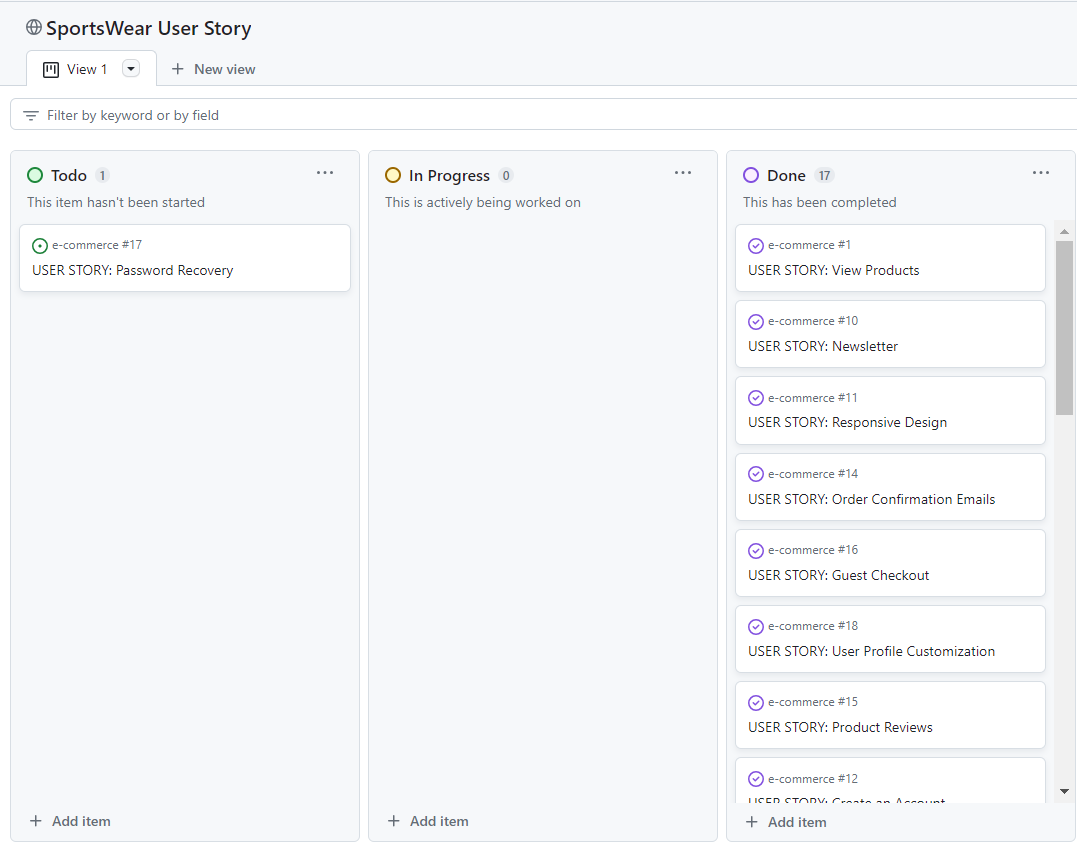 SportsWear User Story
View 1
New view
Filter by keyword or by field
Todo 1
This item hasn't been started
e-commerce #17
USER STORY: Password Recovery
Add item
In Progress 0
This is actively being worked on
Add item
Done 17
This has been completed
e-commerce #1
USER STORY: View Products
e-commerce #10
USER STORY: Newsletter
e-commerce #11
USER STORY: Responsive Design
e-commerce #14
USER STORY: Order Confirmation Emails
e-commerce #16
USER STORY: Guest Checkout
e-commerce #18
USER STORY: User Profile Customization
e-commerce #15
USER STORY: Product Reviews
e-commerce #12
USER STORY: Create an Account
Add item